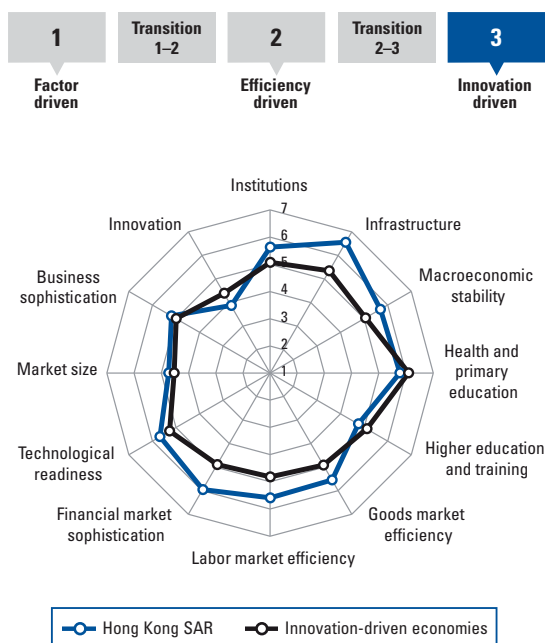 1
Transition
1–2
2
Transition
2–3
3
Factor
driven
Efficiency
driven
Innovation
driven
Institutions
7
Innovation
Infrastructure
6
Business
sophistication
5
Macroeconomic
stability
4
3
2
Market size
1
Health and
primary
education
Technological
readiness
Higher education
and training
Financial market
sophistication
Goods market
efficiency
Labor market efficiency
Hong Kong SAR
Innovation-driven economies